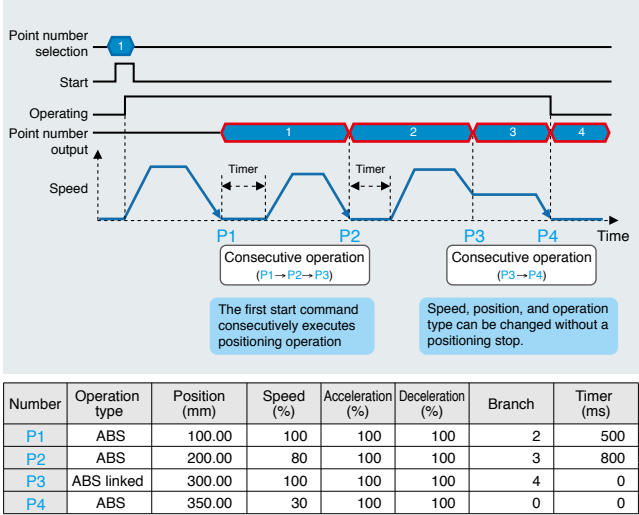 Point number
selection
1
Start
Operating
Point number
output
1 2 3 4
Timer Timer
Speed
P1 P2 P3 P4 Time
Consecutive operation
(P1→P2→P3)
Consecutive operation
(P3→P4)
The first start command
consecutively executes
positioning operation
Speed, position, and operation
type can be changed without a
positioning stop.
Number Operation type Position (mm) Speed (%) Acceleration (%) Deceleration (%) Branch Timer (ms)
P1 ABS 100.00 100 100 100 2 500
P2 ABS 200.00 80 100 100 3 800
P3 ABS linked 300.00 100 100 100 4 0
P4 ABS 350.00 30 100 100 0 0